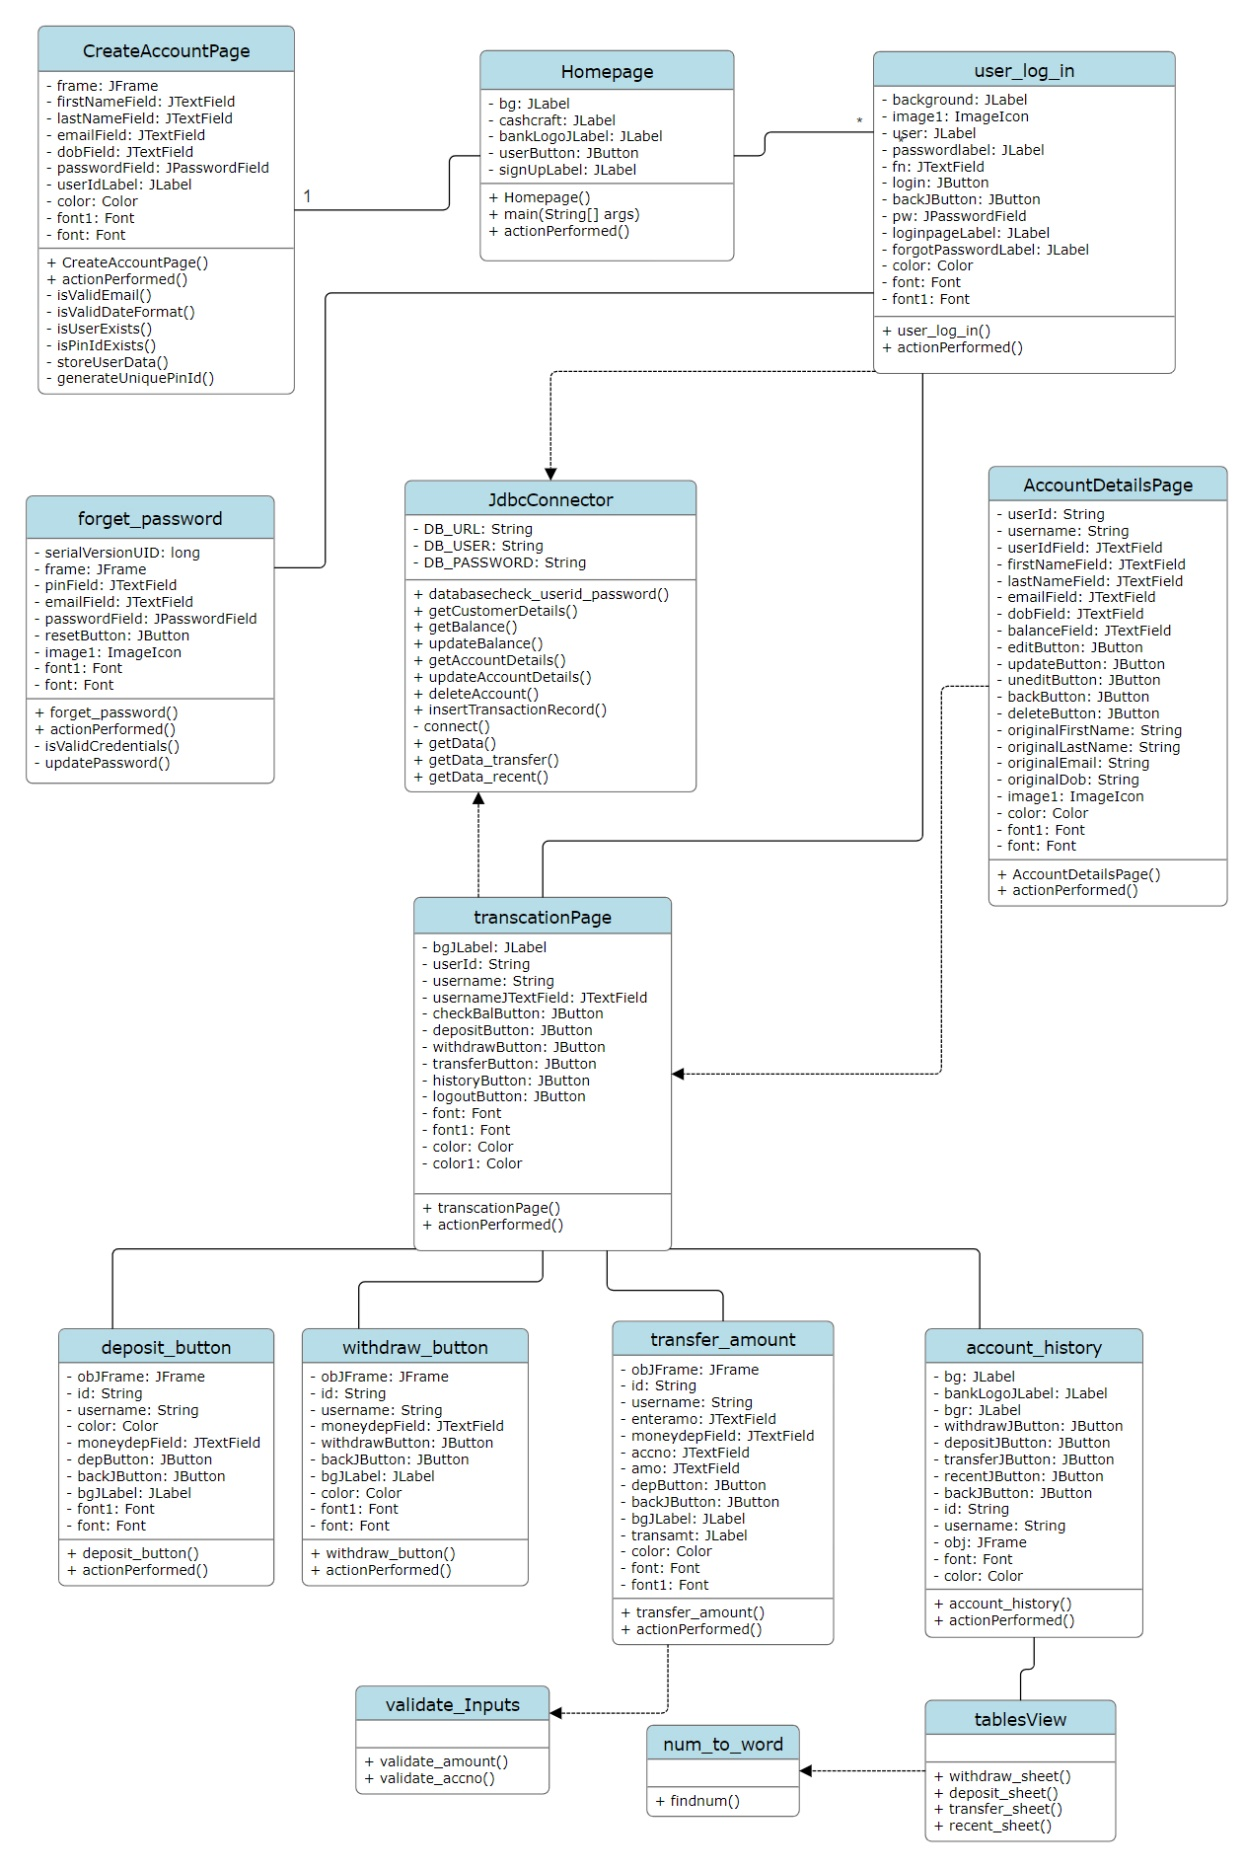 CreateAccountPage
- frame: JFrame
- firstNameField: JTextField
- lastNameField: JTextField
- emailField: JTextField
- dobField: JTextField
- passwordField: JPasswordField
- userIdLabel: JLabel
- color: Color
- font1: Font
- font: Font
+ CreateAccountPage()
+ actionPerformed()
- isValidEmail()
- isValidDateFormat()
- isUserExists()
- isPinIdExists()
- storeUserData()
- generateUniquePinId()
1
Homepage
- bg: JLabel
- cashcraft: JLabel
- bankLogoJLabel: JLabel
- userButton: JButton
- signUpLabel: JLabel
+ Homepage()
+ main(String[] args)
+ actionPerformed()
*
user_log_in
- background: JLabel
- image1: ImageIcon
- user: JLabel
- passwordlabel: JLabel
- fn: JTextField
- login: JButton
- backJButton: JButton
- pw: JPasswordField
- loginpageLabel: JLabel
- forgotPasswordLabel: JLabel
- color: Color
- font: Font
- font1: Font
+ user_log_in()
+ actionPerformed()
forget_password
- serialVersionUID: long
- frame: JFrame
- pinField: JTextField
- emailField: JTextField
- passwordField: JPasswordField
- resetButton: JButton
- image1: ImageIcon
- font1: Font
- font: Font
+ forget_password()
+ actionPerformed()
- isValidCredentials()
- updatePassword()
JdbcConnector
- DB_URL: String
- DB_USER: String
- DB_PASSWORD: String
+ databasecheck_userid_password()
+ getCustomerDetails()
+ getBalance()
+ updateBalance()
+ getAccountDetails()
+ updateAccountDetails()
+ deleteAccount()
+ insertTransactionRecord()
- connect()
+ getData()
+ getData_transfer()
+ getData_recent()
AccountDetailsPage
- userId: String
- username: String
- userIdField: JTextField
- firstNameField: JTextField
- lastNameField: JTextField
- emailField: JTextField
- dobField: JTextField
- balanceField: JTextField
- editButton: JButton
- updateButton: JButton
- uneditButton: JButton
- backButton: JButton
- deleteButton: JButton
- originalFirstName: String
- originalLastName: String
- originalEmail: String
- originalDob: String
- image1: ImageIcon
- color: Color
- font1: Font
- font: Font
+ AccountDetailsPage()
+ actionPerformed()
transcationPage
- bgJLabel: JLabel
- userId: String
- username: String
- usernameJTextField: JTextField
- checkBalButton: JButton
- depositButton: JButton
- withdrawButton: JButton
- transferButton: JButton
- historyButton: JButton
- logoutButton: JButton
- font: Font
- font1: Font
- color: Color
- color1: Color
+ transcationPage()
+ actionPerformed()
deposit_button
- objFrame: JFrame
- id: String
- username: String
- color: Color
- moneydepField: JTextField
- depButton: JButton
- backJButton: JButton
- bgJLabel: JLabel
- font1: Font
- font: Font
+ deposit_button()
+ actionPerformed()
withdraw_button
- objFrame: JFrame
- id: String
- username: String
- moneydepField: JTextField
- withdrawButton: JButton
- backJButton: JButton
- bgJLabel: JLabel
- color: Color
- font1: Font
- font: Font
+ withdraw_button()
+ actionPerformed()
transfer_amount
- objFrame: JFrame
- id: String
- username: String
- enteramo: JTextField
- moneydepField: JTextField
- accno: JTextField
- amo: JTextField
- depButton: JButton
- backJButton: JButton
- bgJLabel: JLabel
- transamt: JLabel
- color: Color
- font: Font
- font1: Font
+ transfer_amount()
+ actionPerformed()
account_history
- bg: JLabel
- bankLogoJLabel: JLabel
- bgr: JLabel
- withdrawJButton: JButton
- depositJButton: JButton
- transferJButton: JButton
- recentJButton: JButton
- backJButton: JButton
- id: String
- username: String
- obj: JFrame
- font: Font
- color: Color
+ account_history()
+ actionPerformed()
validate_Inputs
+ validate_amount()
+ validate_accno()
num_to_word
+ findnum()
tablesView
+ withdraw_sheet()
+ deposit_sheet()
+ transfer_sheet()
+ recent_sheet()